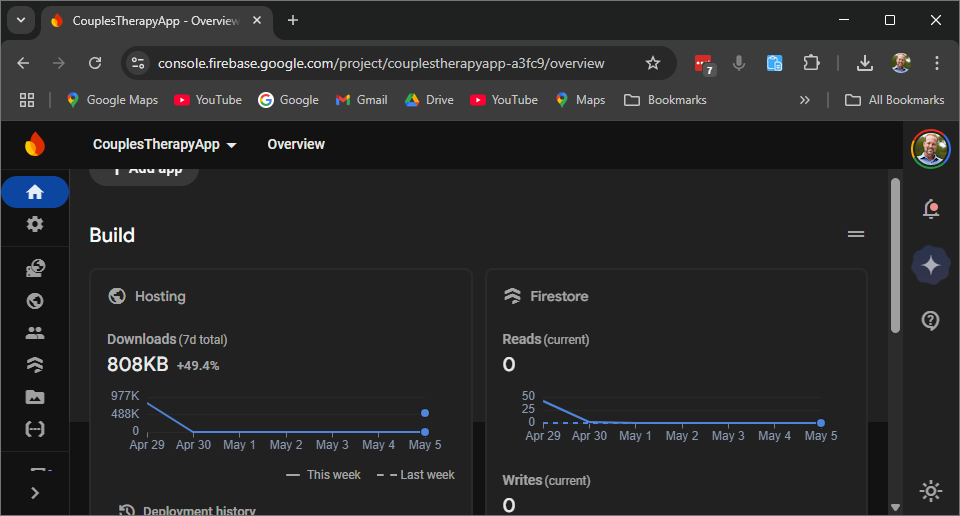 CouplesTherapyApp - Overview
console.firebase.google.com/project/couplestherapyapp-a3fc9/overview
7
Google Maps YouTube Google Gmail Drive YouTube Maps Bookmarks » All Bookmarks
CouplesTherapyApp Overview
+ Add app
Build
Hosting
Downloads (7d total)
808KB +49.4%
977K
488K
0
Apr 29 Apr 30 May 1 May 2 May 3 May 4 May 5
This week Last week
Deployment history
Firestore
Reads (current)
0
50
25
0
Apr 29 Apr 30 May 1 May 2 May 3 May 4 May 5
Writes (current)
0